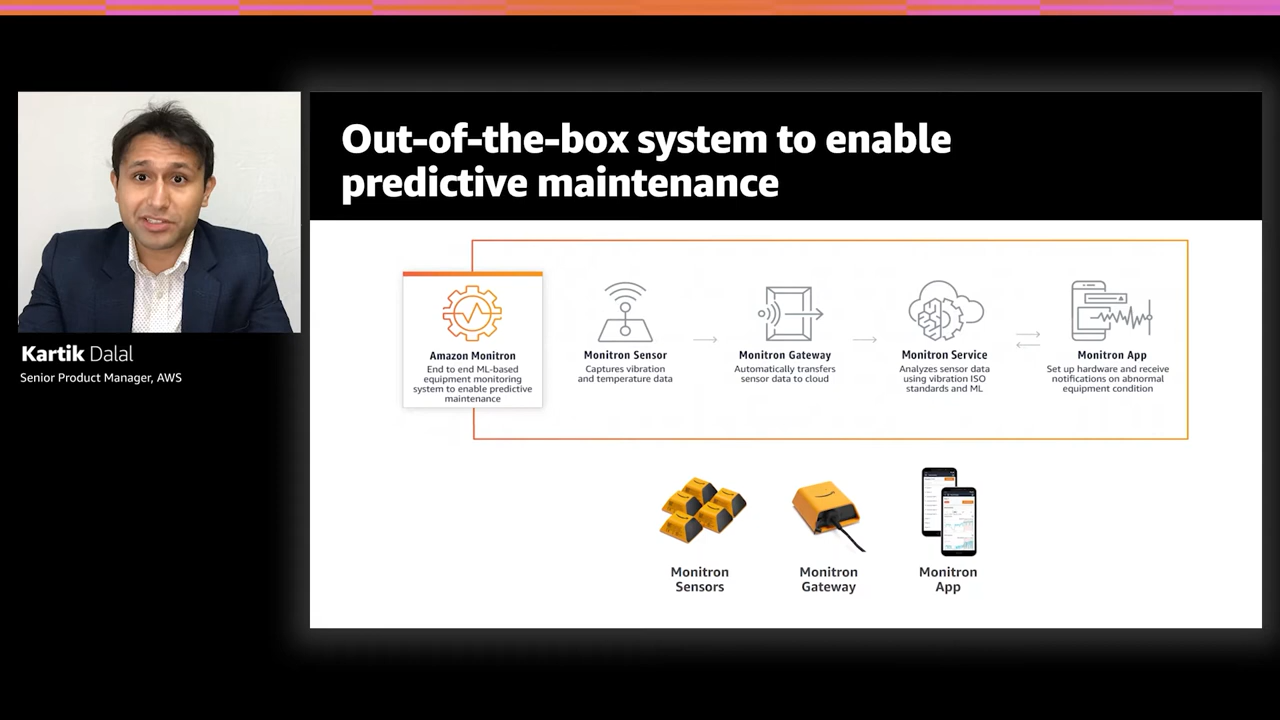 Out-of-the-box system to enable
predictive maintenance
Kartik Dalal
Senior Product Manager, AWS
Amazon Monitron
End to end ML-based
equipment monitoring
system to enable predictive
maintenance
Monitron Sensor
Captures vibration
and temperature data
Monitron Gateway
Automatically transfers
sensor data to cloud
Monitron Service
Analyzes sensor data
using vibration ISO
standards and ML
Monitron App
Set up hardware and receive
notifications on abnormal
equipment condition
Monitron
Sensors
Monitron
Gateway
Monitron
App